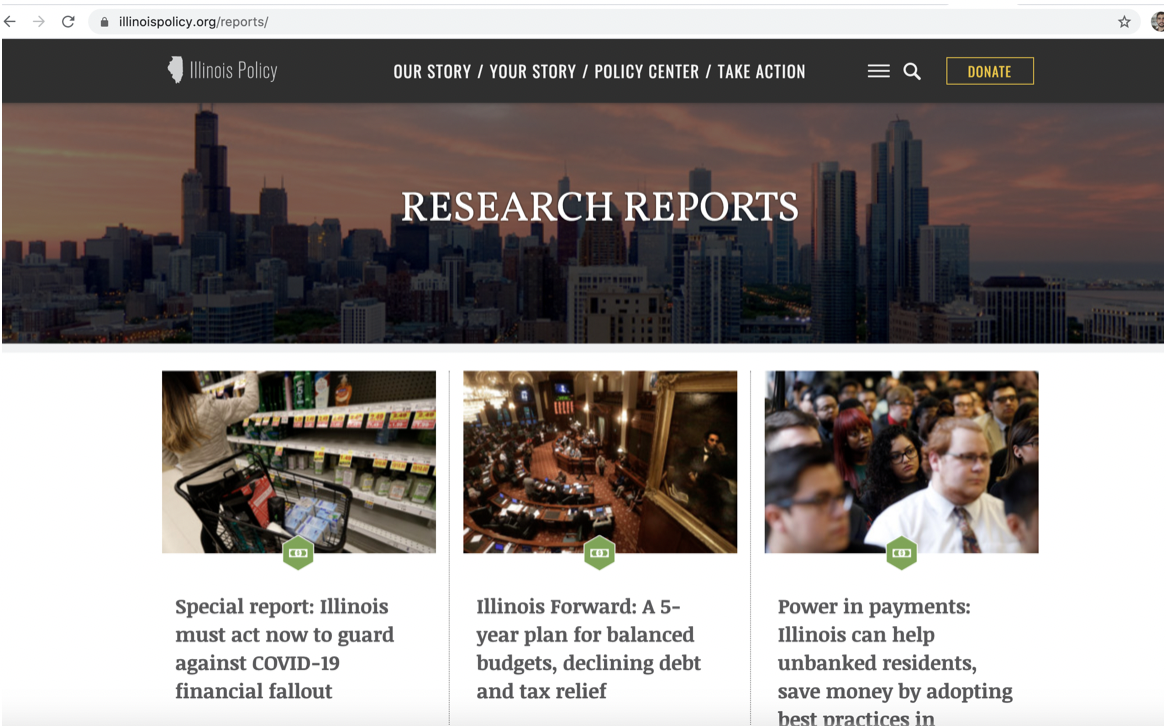 illinoispolicy.org/reports/
Illinois Policy
OUR STORY / YOUR STORY / POLICY CENTER / TAKE ACTION
DONATE
RESEARCH REPORTS
Special report: Illinois
must act now to guard
against COVID-19
financial fallout
Illinois Forward: A 5-
year plan for balanced
budgets, declining debt
and tax relief
Power in payments:
Illinois can help
unbanked residents,
save money by adopting
best practices in